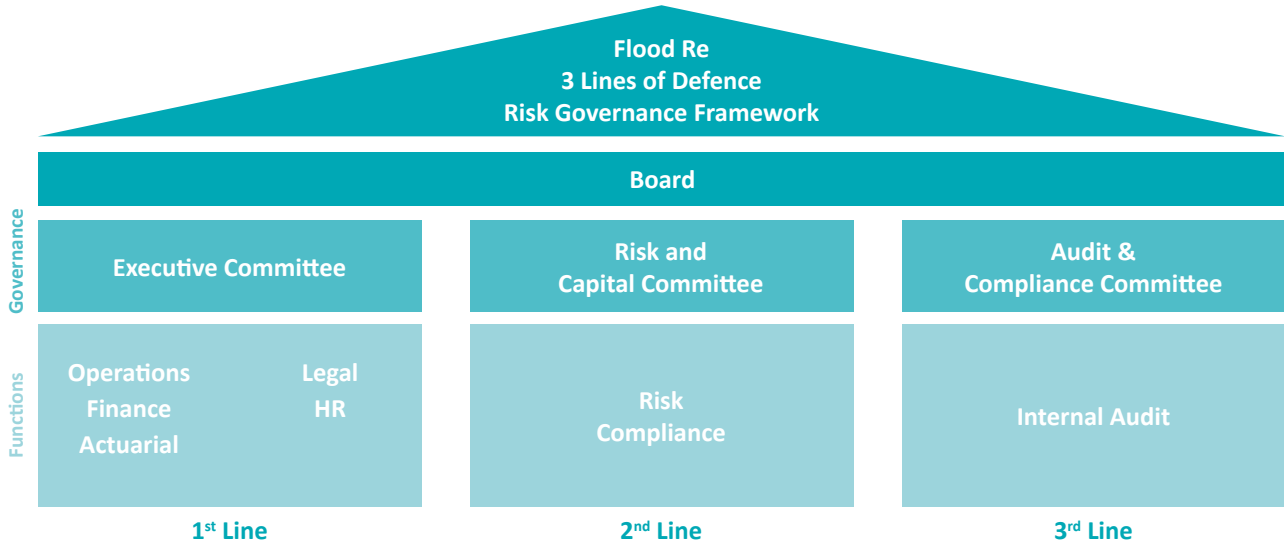 Flood Re
3 Lines of Defence
Risk Governance Framework
Board
Governance
Executive Committee
Risk and
Capital Committee
Audit &
Compliance Committee
Functions
Operations
Finance
Actuarial
Legal
HR
Risk
Compliance
Internal Audit
1st Line
2nd Line
3rd Line